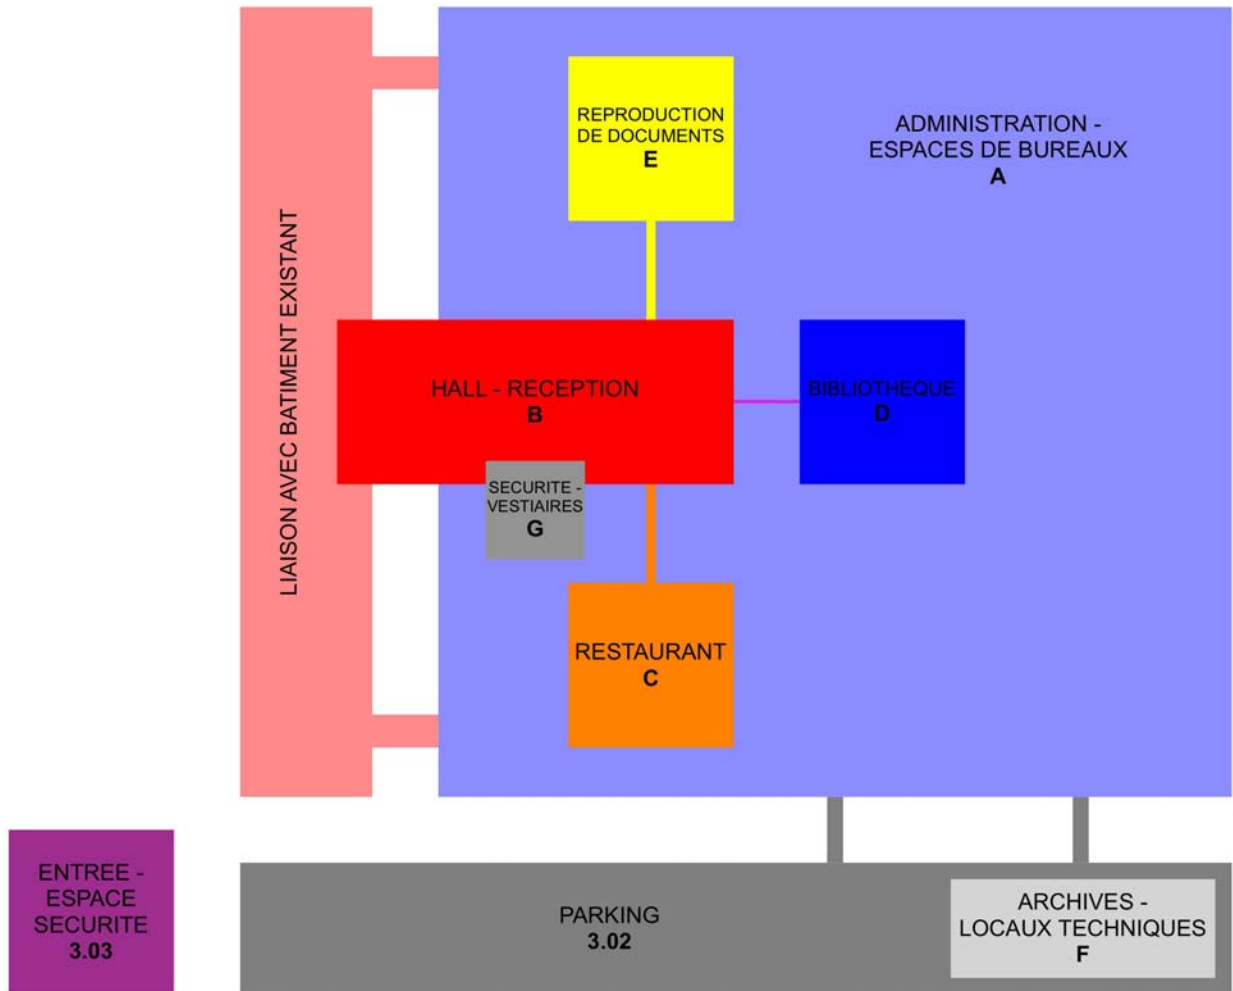 REPRODUCTION
DE DOCUMENTS
E
ADMINISTRATION -
ESPACES DE BUREAUX
A
LIAISON AVEC BATIMENT EXISTANT
HALL - RECEPTION
B
BIBLIOTHEQUE
D
SECURITE -
VESTIAIRES
G
RESTAURANT
C
ENTREE -
ESPACE
SECURITE
3.03
PARKING
3.02
ARCHIVES -
LOCAUX TECHNIQUES
F